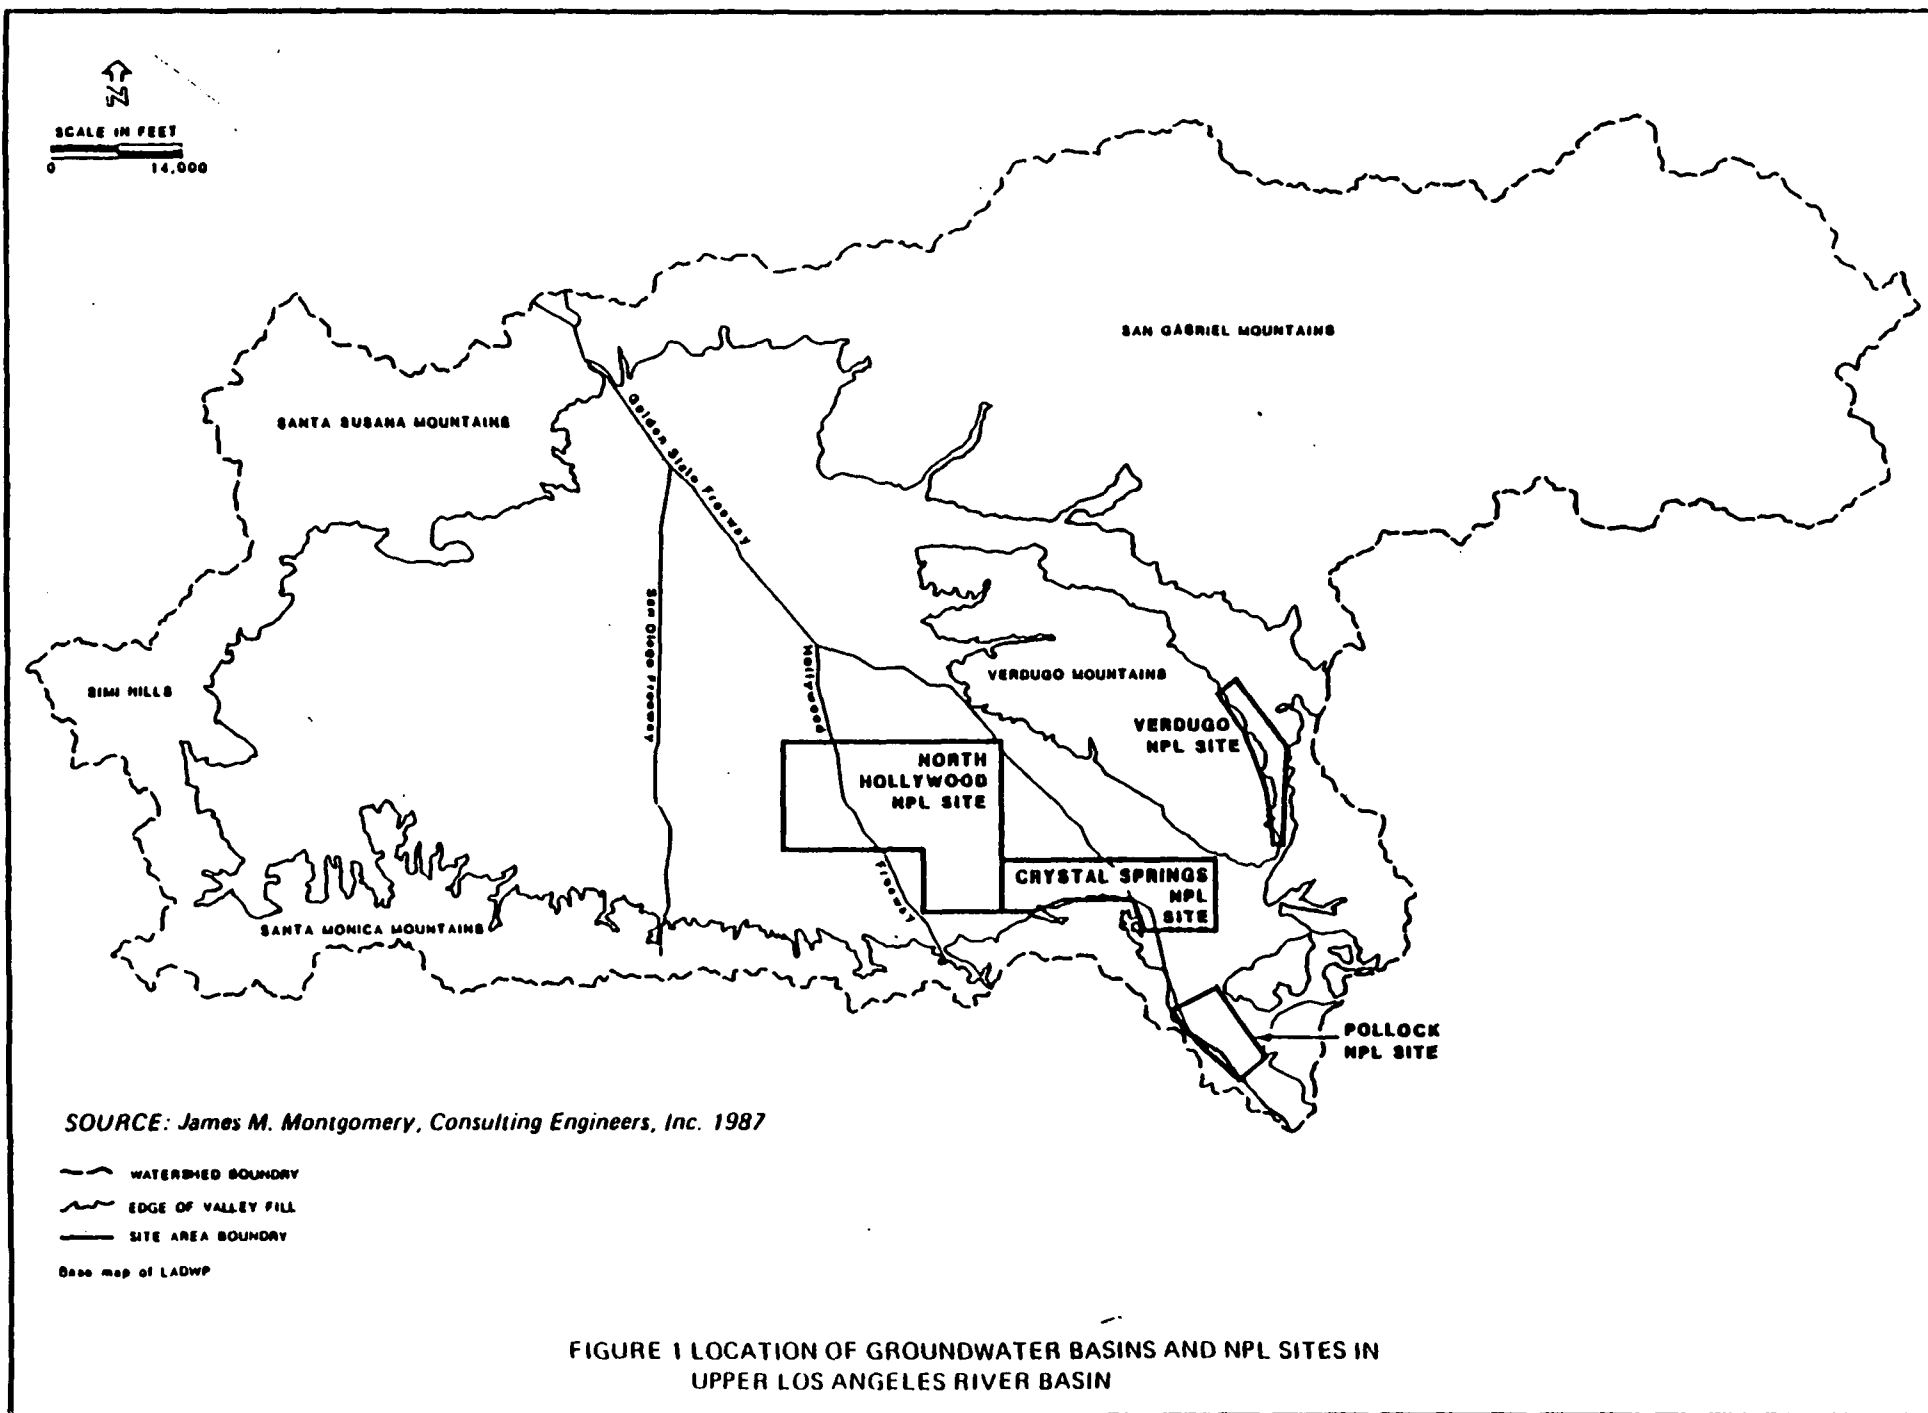 N
SCALE IN FEET
0 14,000
SAN GABRIEL MOUNTAINS
SANTA SUSANA MOUNTAINS
Golden State Freeway
San Diego Freeway
Hollywood
Freeway
SIMI HILLS
VERDUGO MOUNTAINS
VERDUGO
NPL SITE
NORTH
HOLLYWOOD
NPL SITE
CRYSTAL SPRINGS
NPL
SITE
SANTA MONICA MOUNTAINS
POLLOCK
NPL SITE
SOURCE: James M. Montgomery, Consulting Engineers, Inc. 1987
WATERSHED BOUNDRY
EDGE OF VALLEY FILL
SITE AREA BOUNDRY
Base map of LADWP
FIGURE 1 LOCATION OF GROUNDWATER BASINS AND NPL SITES IN
UPPER LOS ANGELES RIVER BASIN